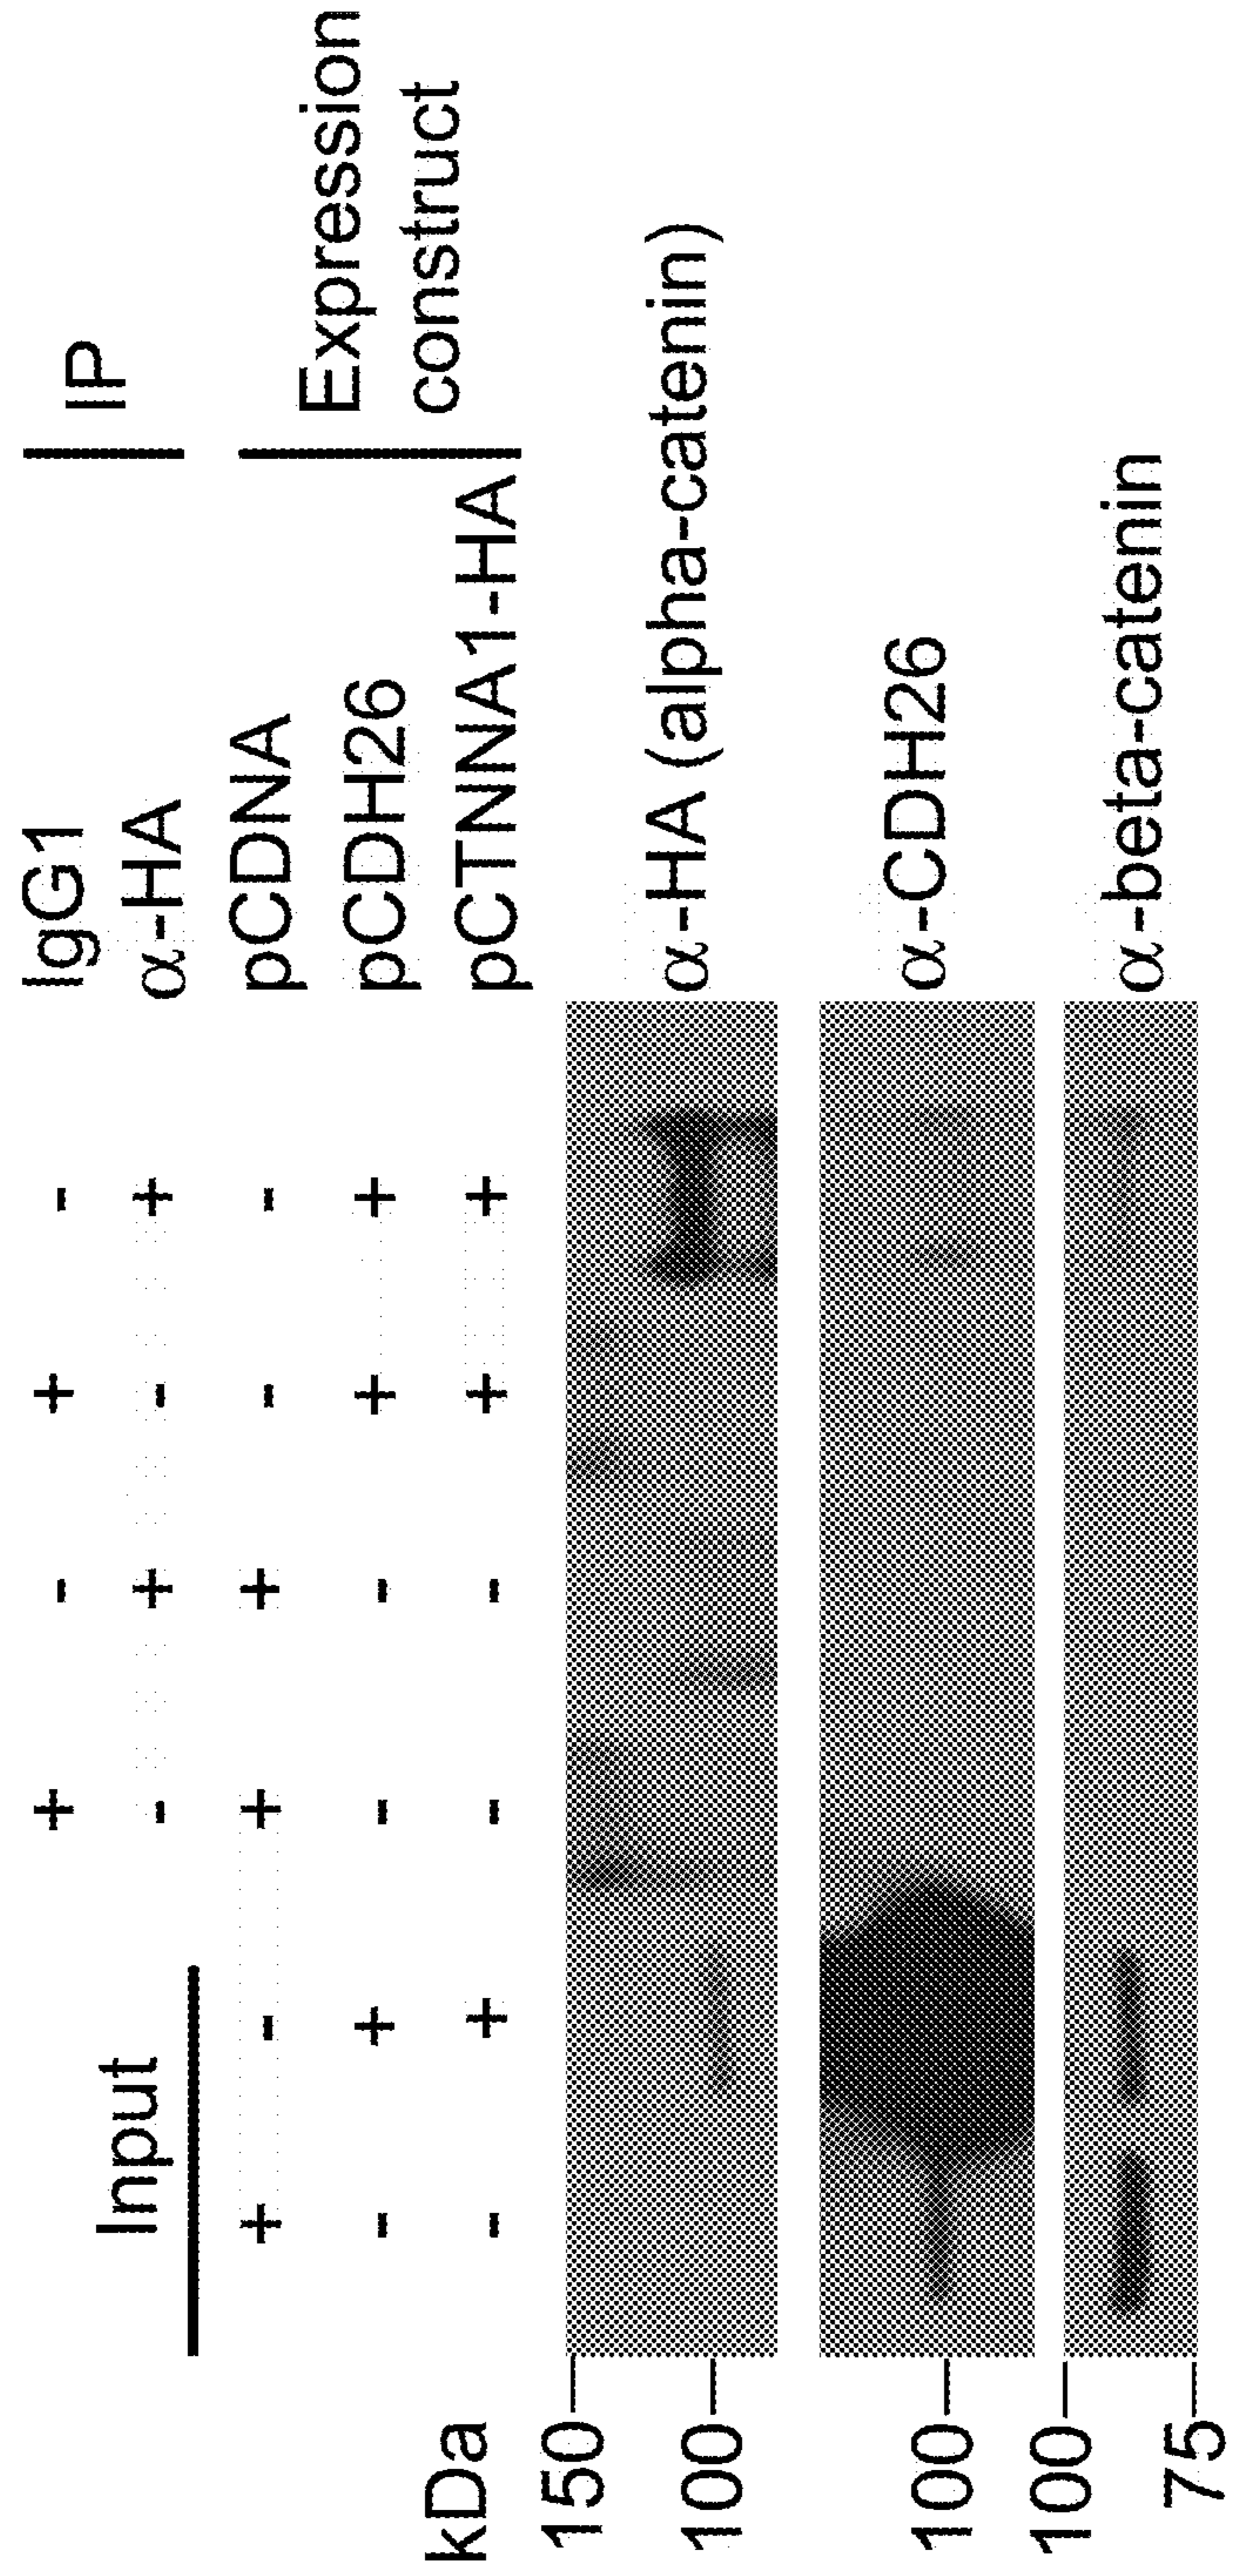 + - + - IgG1
IP
Input
- + - + α-HA
+ - + + - - pCDNA
Expression
- + - - + + pCDH26
construct
kDa
- + - - + + pCTNNA1-HA
150
100
α-HA (alpha-catenin)
100
α-CDH26
100
75
α-beta-catenin